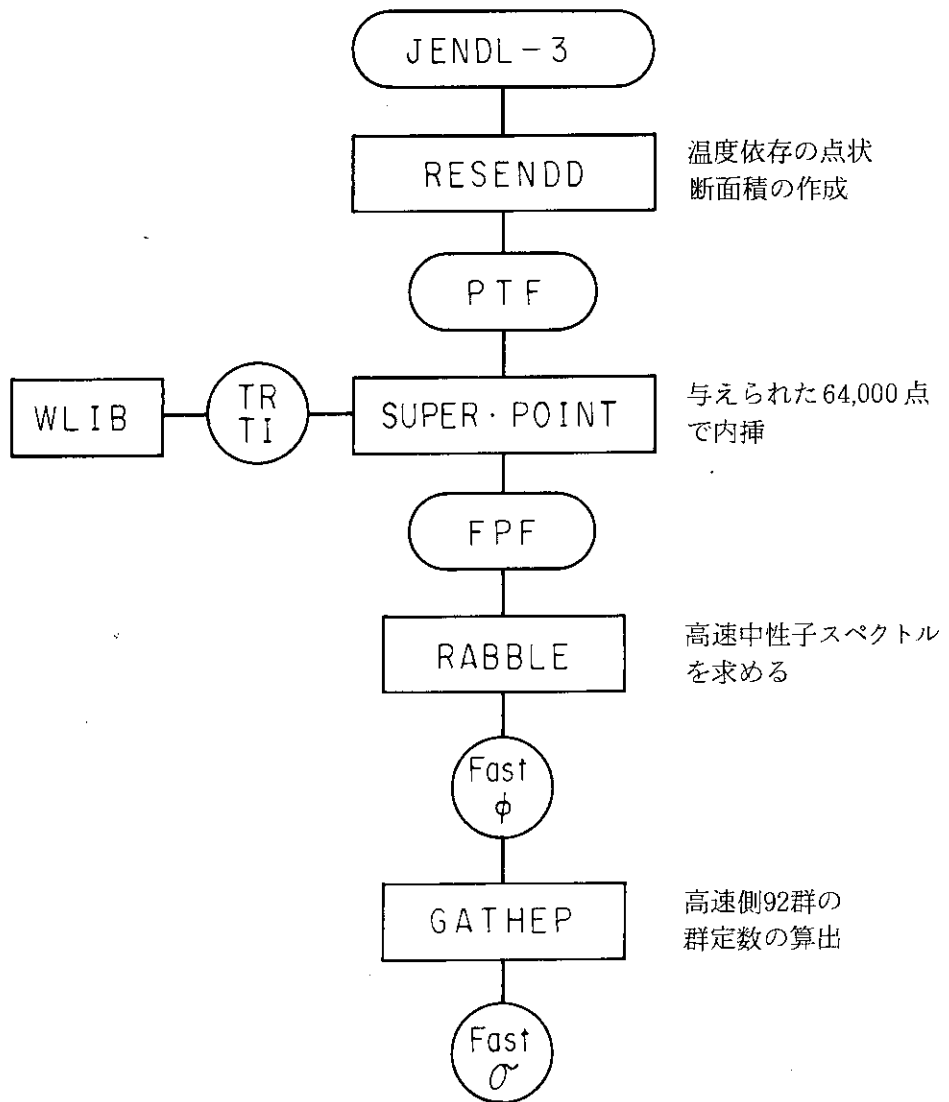 JENDL-3
RESENDD
温度依存の点状
断面積の作成
PTF
WLIB
TR
TI
SUPER・POINT
与えられた64,000点
で内挿
FPF
RABBLE
高速中性子スペクトル
を求める
Fast
φ
GATHEP
高速側92群の
群定数の算出
Fast
σ